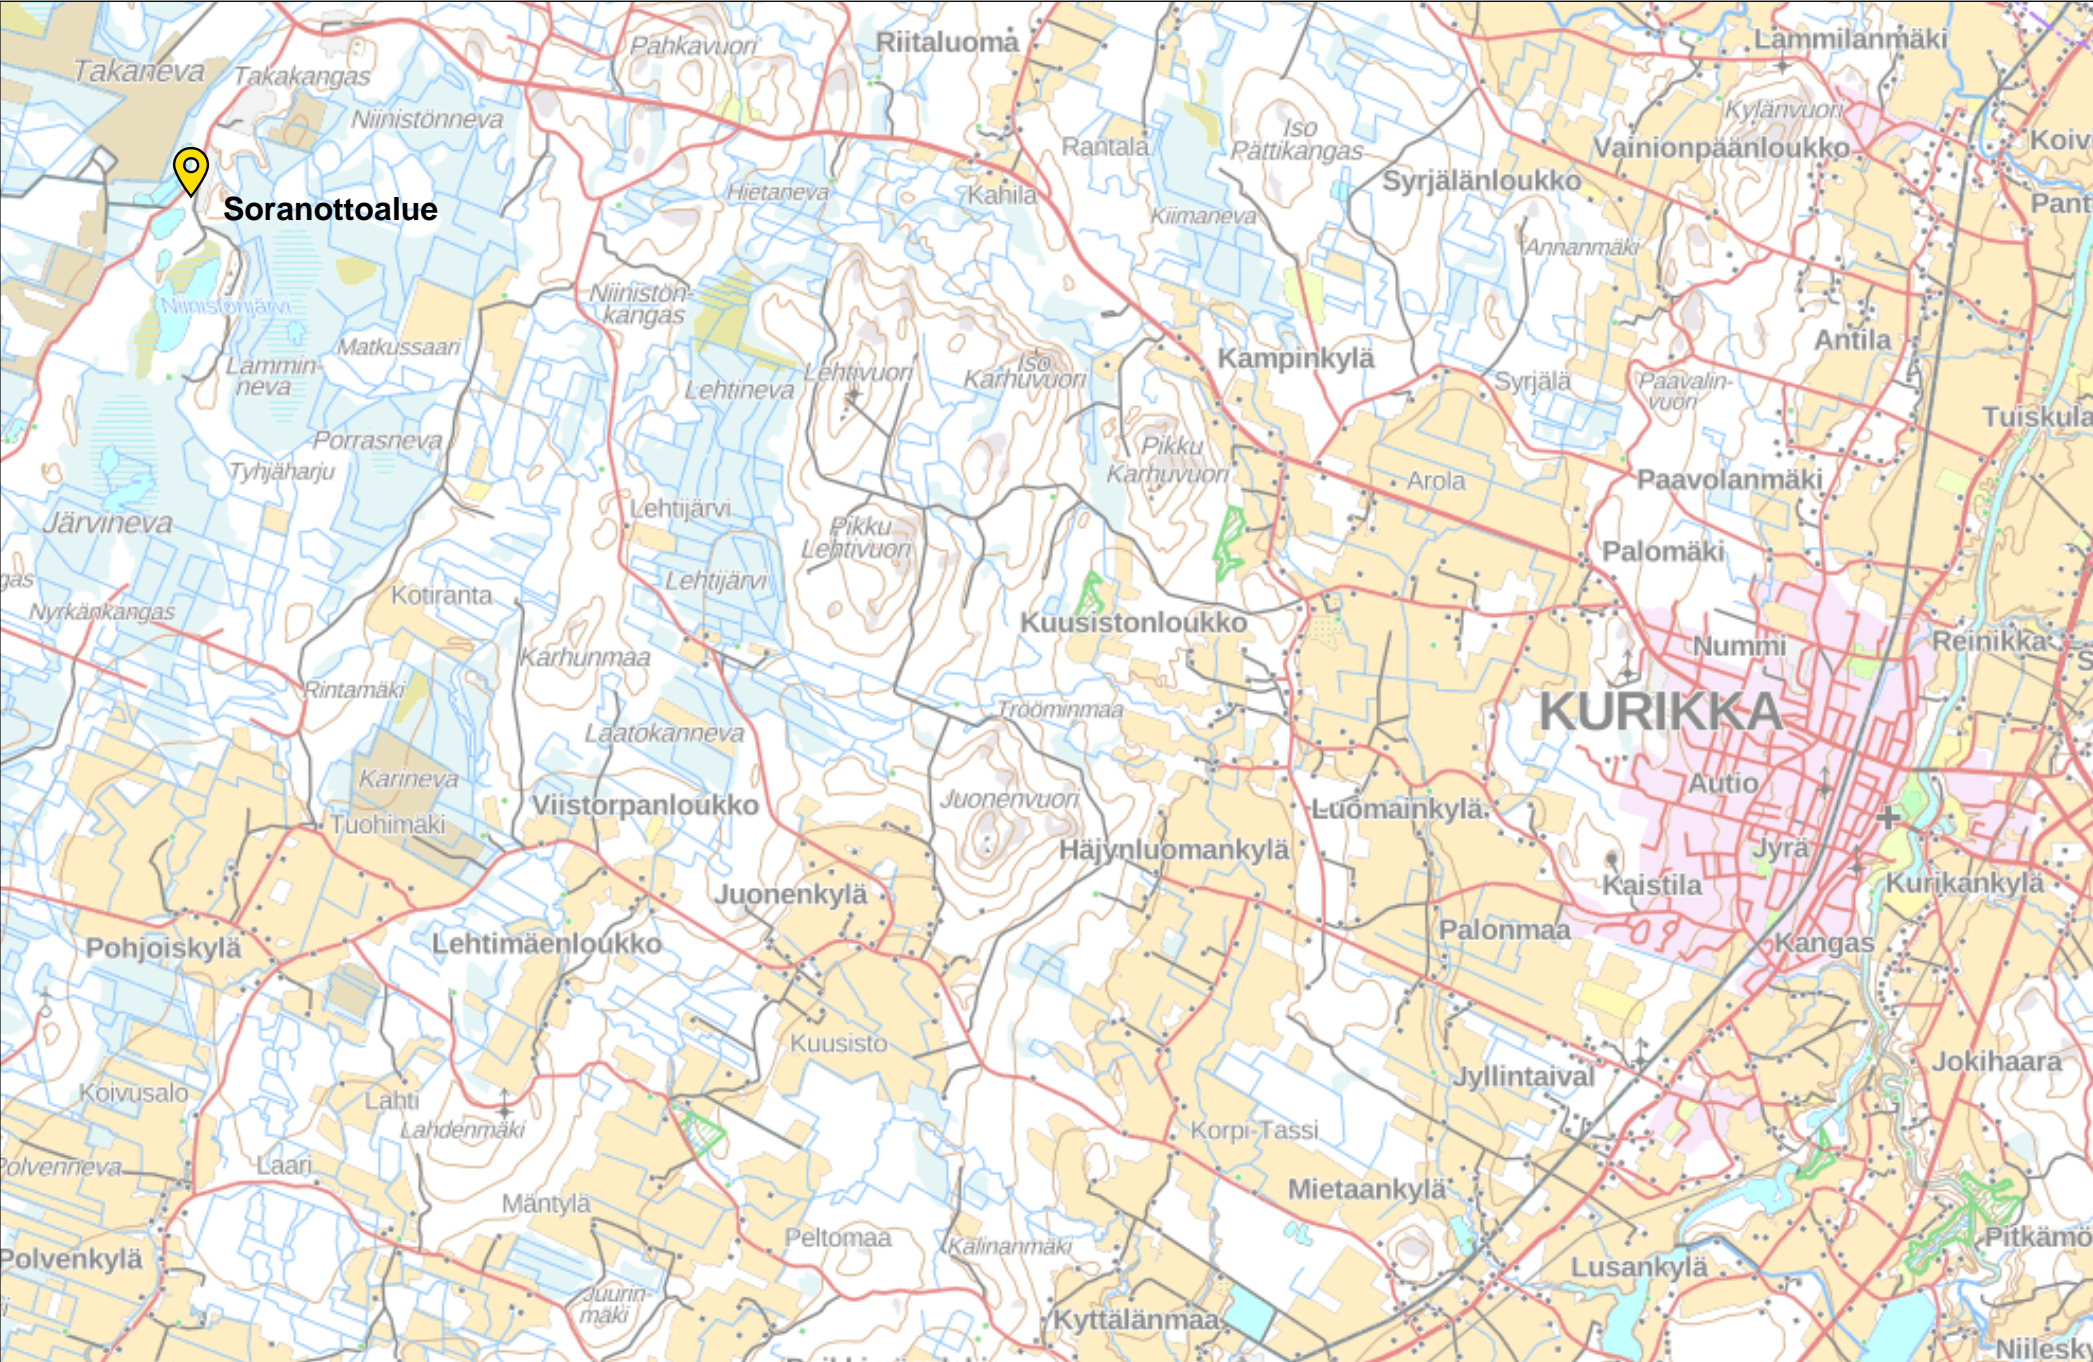 Riitaluoma
Lammilanmäki
Pahkavuori
Takaneva
Takakangas
Kylänvuori
Niinistönneva
Iso
Pättikangas
Rantala
Vainionpäänloukko
Syrjälänloukko
Hietaneva
Kahila
Kiimaneva
Soranottoalue
Annanmäki
Niinistönjärvi
Niinistön-
kangas
Matkussaari
Lammin-
neva
Antila
Kampinkylä
Lehtivuori
Iso
Karhuvuori
Lehtineva
Syrjälä
Paavalin-
vuori
Tuiskula
Porrasneva
Tyhjäharju
Pikku
Karhuvuori
Arola
Paavolanmäki
Järvineva
Lehtijärvi
Pikku
Lehtivuori
Palomäki
Lehtijärvi
Kotiranta
Nyrkänkangas
Kuusistonloukko
Nummi
Reinikka
Karhunmaa
Rintamäki
KURIKKA
Trööminmaa
Laatokanneva
Karineva
Autio
Juonenvuori
Viistorpanloukko
Luomainkylä
Tuohimäki
Häjynluomankylä
Jyrä
Kaistila
Kurikankylä
Juonenkylä
Palonmaa
Kangas
Pohjoiskylä
Lehtimäenloukko
Kuusisto
Jokihaara
Jyllintaival
Koivusalo
Lahti
Lahdenmäki
Korpi-Tassi
Polvenneva
Laari
Mietaankylä
Mäntylä
Peltomaa
Kalinanmäki
Pitkämö
Polvenkylä
Lusankylä
Juurin-
mäki
Kyttälänmaa